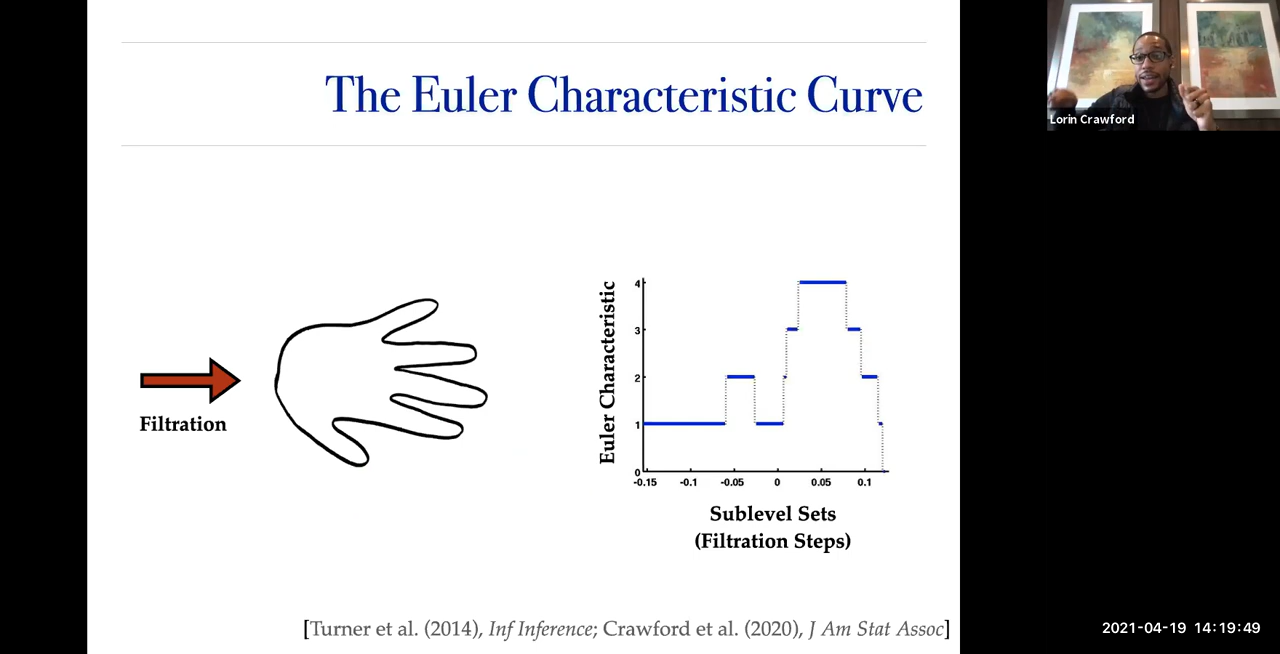 The Euler Characteristic Curve
Lorin Crawford
Filtration
Euler Characteristic
4
3
2
1
0
-0.15 -0.1 -0.05 0 0.05 0.1
Sublevel Sets
(Filtration Steps)
[Turner et al. (2014), Inf Inference; Crawford et al. (2020), J Am Stat Assoc]
2021-04-19 14:19:49